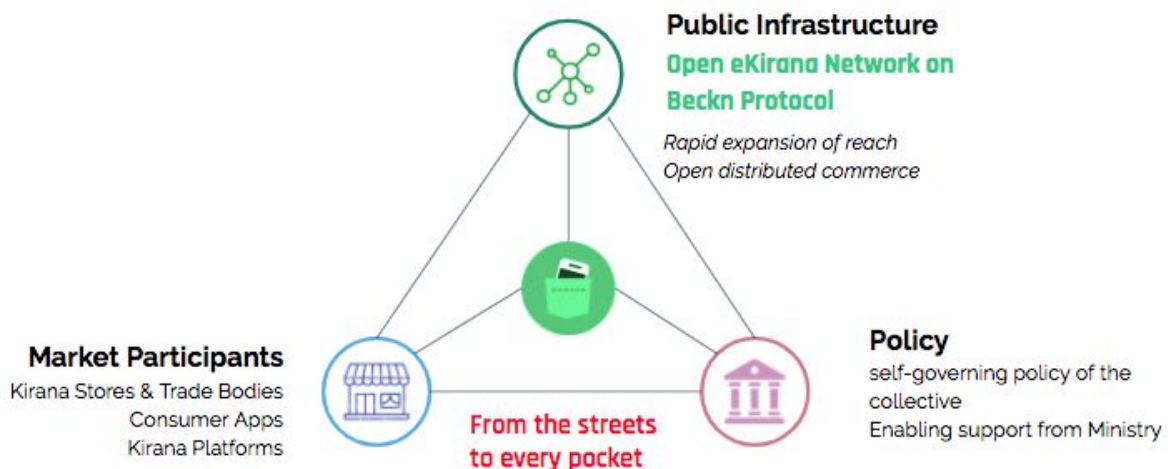 Public Infrastructure
Open eKirana Network on
Beckn Protocol
Rapid expansion of reach
Open distributed commerce
Market Participants
Kirana Stores & Trade Bodies
Consumer Apps
Kirana Platforms
From the streets
to every pocket
Policy
self-governing policy of the
collective
Enabling support from Ministry